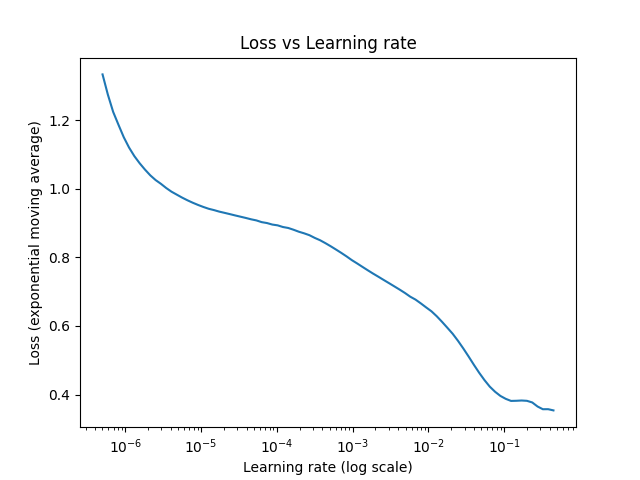 Loss vs Learning rate
Loss (exponential moving average)
1.2
1.0
0.8
0.6
0.4
10⁻⁶ 10⁻⁵ 10⁻⁴ 10⁻³ 10⁻² 10⁻¹
Learning rate (log scale)